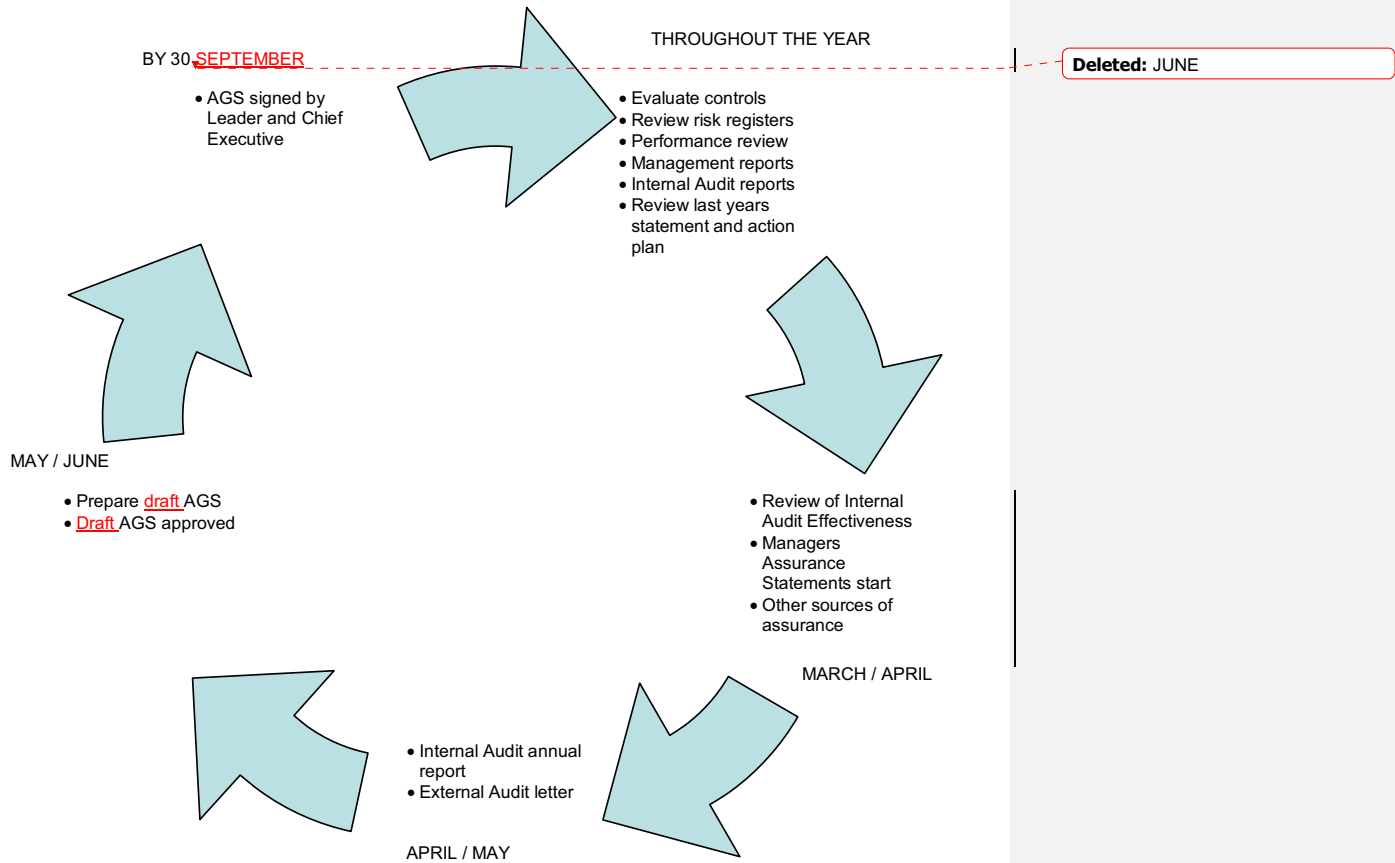 BY 30 SEPTEMBER
• AGS signed by
Leader and Chief
Executive
THROUGHOUT THE YEAR
• Evaluate controls
• Review risk registers
• Performance review
• Management reports
• Internal Audit reports
• Review last years
statement and action
plan
Deleted: JUNE
MAY / JUNE
• Prepare draft AGS
• Draft AGS approved
• Review of Internal
Audit Effectiveness
• Managers
Assurance
Statements start
• Other sources of
assurance
MARCH / APRIL
• Internal Audit annual
report
• External Audit letter
APRIL / MAY